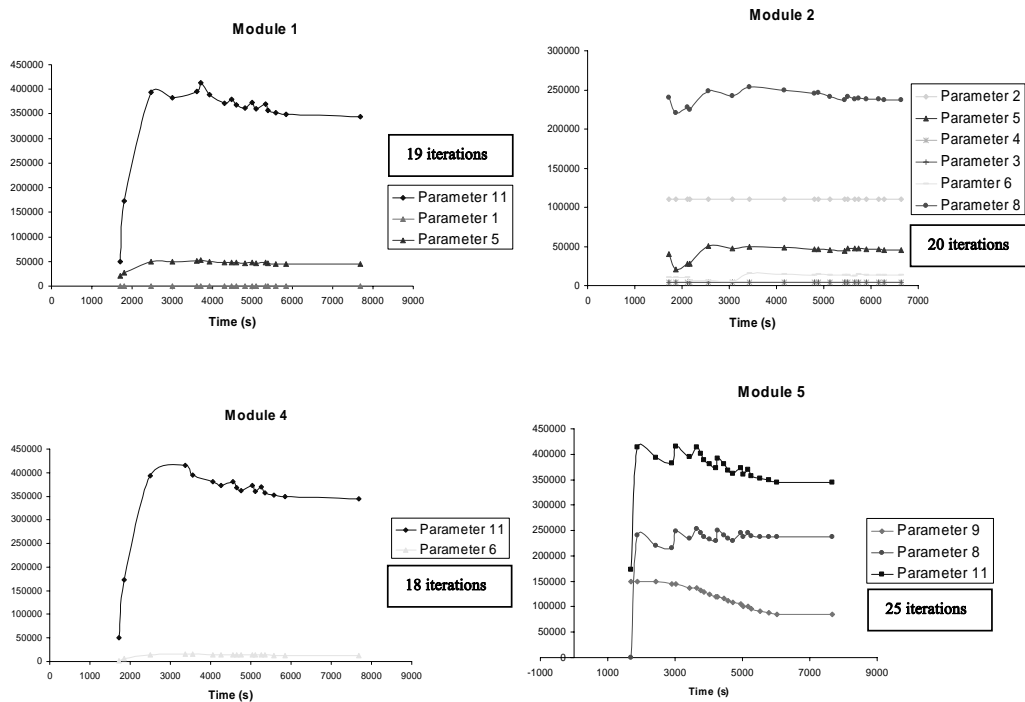 Module 1
450000
400000
350000
300000
250000
200000
150000
100000
50000
0
0 1000 2000 3000 4000 5000 6000 7000 8000 9000
Time (s)
19 iterations
Parameter 11
Parameter 1
Parameter 5
Module 2
300000
250000
200000
150000
100000
50000
0
0 1000 2000 3000 4000 5000 6000 7000
Time (s)
Parameter 2
Parameter 5
Parameter 4
Parameter 3
Paramter 6
Parameter 8
20 iterations
Module 4
450000
400000
350000
300000
250000
200000
150000
100000
50000
0
0 1000 2000 3000 4000 5000 6000 7000 8000 9000
Time (s)
Parameter 11
Parameter 6
18 iterations
Module 5
450000
400000
350000
300000
250000
200000
150000
100000
50000
0
-1000 1000 3000 5000 7000 9000
Time (s)
Parameter 9
Parameter 8
Parameter 11
25 iterations